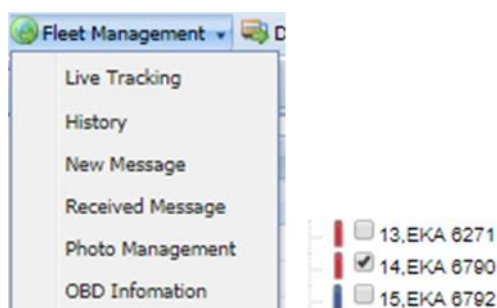 Fleet Management D
Live Tracking
History
New Message
Received Message
Photo Management
OBD Infomation
13,EKA 6271
14,EKA 6790
15,EKA 6792